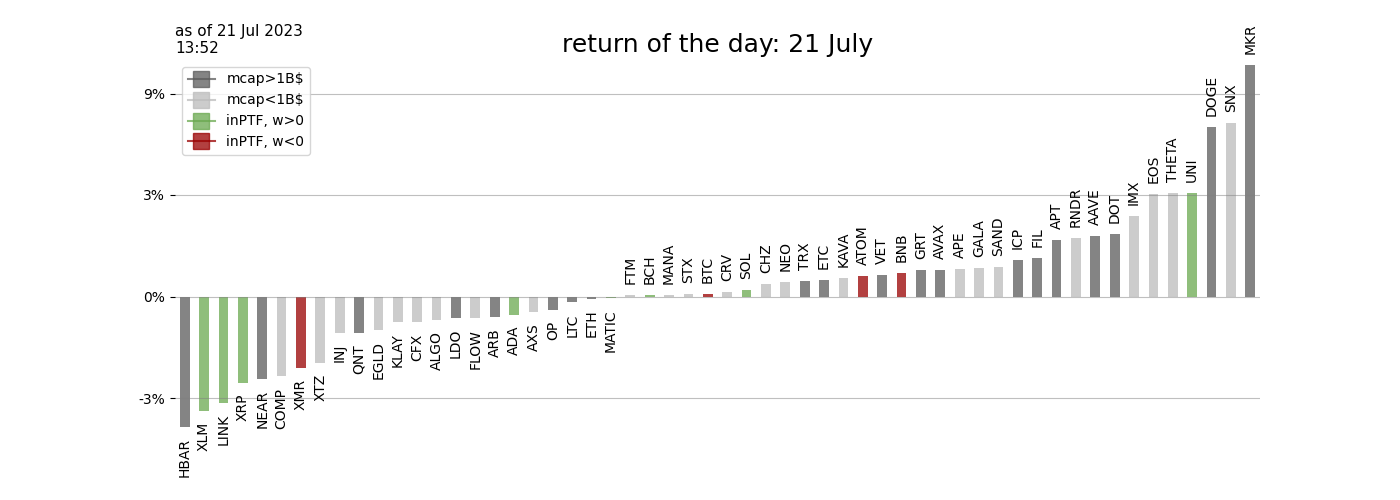 as of 21 Jul 2023
13:52
return of the day: 21 July
mcap>1B$
mcap<1B$
inPTF, w>0
inPTF, w<0
9%
3%
0%
-3%
HBAR
XLM
LINK
XRP
NEAR
COMP
XMR
XTZ
INJ
QNT
EGLD
KLAY
CFX
ALGO
LDO
FLOW
ARB
ADA
AXS
OP
LTC
ETH
MATIC
FTM
BCH
MANA
STX
BTC
CRV
SOL
CHZ
NEO
TRX
ETC
KAVA
ATOM
VET
BNB
GRT
AVAX
APE
GALA
SAND
ICP
FIL
APT
RNDR
AAVE
DOT
IMX
EOS
THETA
UNI
DOGE
SNX
MKR